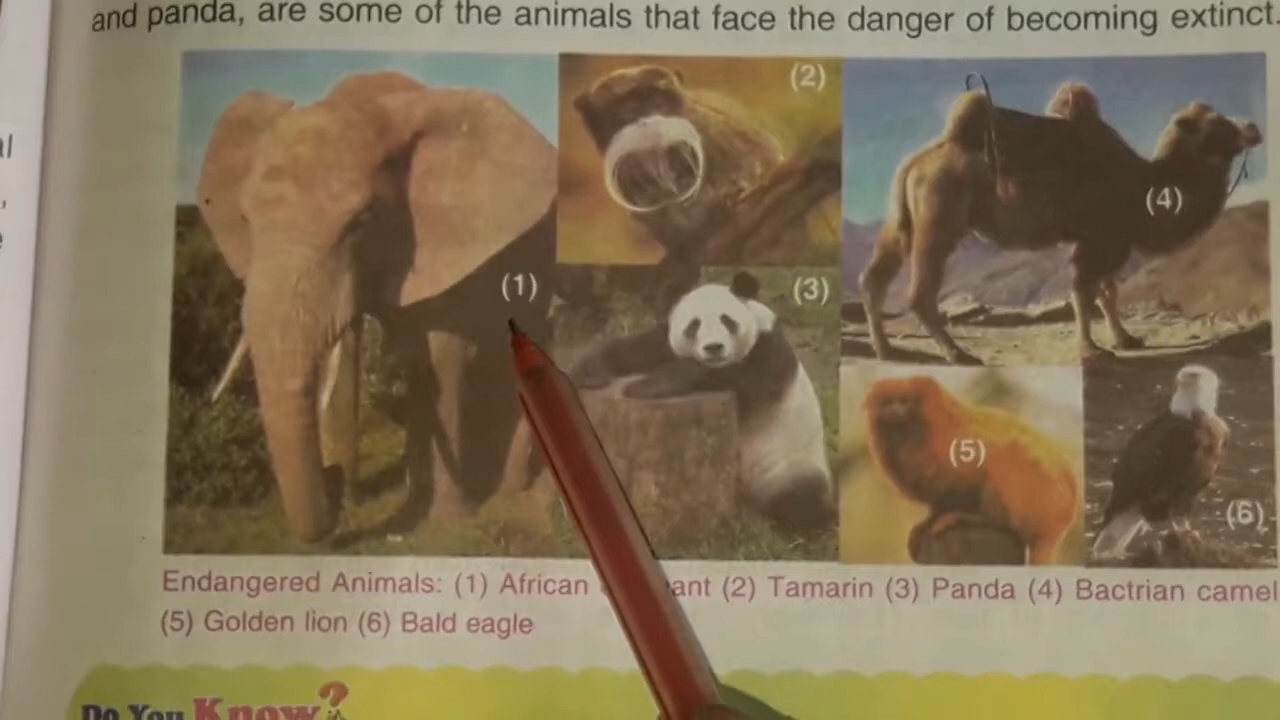 and panda, are some of the animals that face the danger of becoming extinct.
(1)
(2)
(3)
(4)
(5)
(6)
Endangered Animals: (1) African ant (2) Tamarin (3) Panda (4) Bactrian camel
(5) Golden lion (6) Bald eagle
Do You Know?